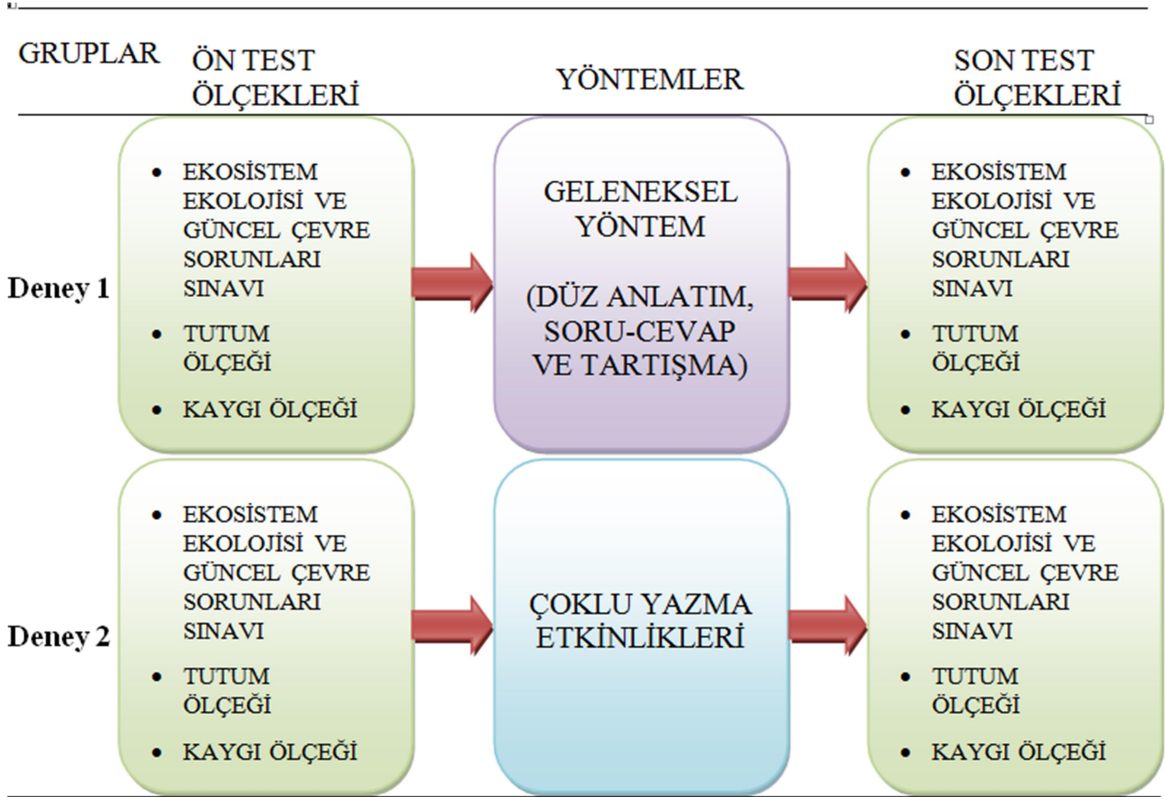 GRUPLAR
ÖN TEST
ÖLÇEKLERİ
YÖNTEMLER
SON TEST
ÖLÇEKLERİ
Deney 1
• EKOSİSTEM
EKOLOJİSİ VE
GÜNCEL ÇEVRE
SORUNLARI
SINAVI
• TUTUM
ÖLÇEĞİ
• KAYGI ÖLÇEĞİ
GELENEKSEL
YÖNTEM
(DÜZ ANLATIM,
SORU-CEVAP
VE TARTIŞMA)
• EKOSİSTEM
EKOLOJİSİ VE
GÜNCEL ÇEVRE
SORUNLARI
SINAVI
• TUTUM
ÖLÇEĞİ
• KAYGI ÖLÇEĞİ
Deney 2
• EKOSİSTEM
EKOLOJİSİ VE
GÜNCEL ÇEVRE
SORUNLARI
SINAVI
• TUTUM
ÖLÇEĞİ
• KAYGI ÖLÇEĞİ
ÇOKLU YAZMA
ETKİNLİKLERİ
• EKOSİSTEM
EKOLOJİSİ VE
GÜNCEL ÇEVRE
SORUNLARI
SINAVI
• TUTUM
ÖLÇEĞİ
• KAYGI ÖLÇEĞİ